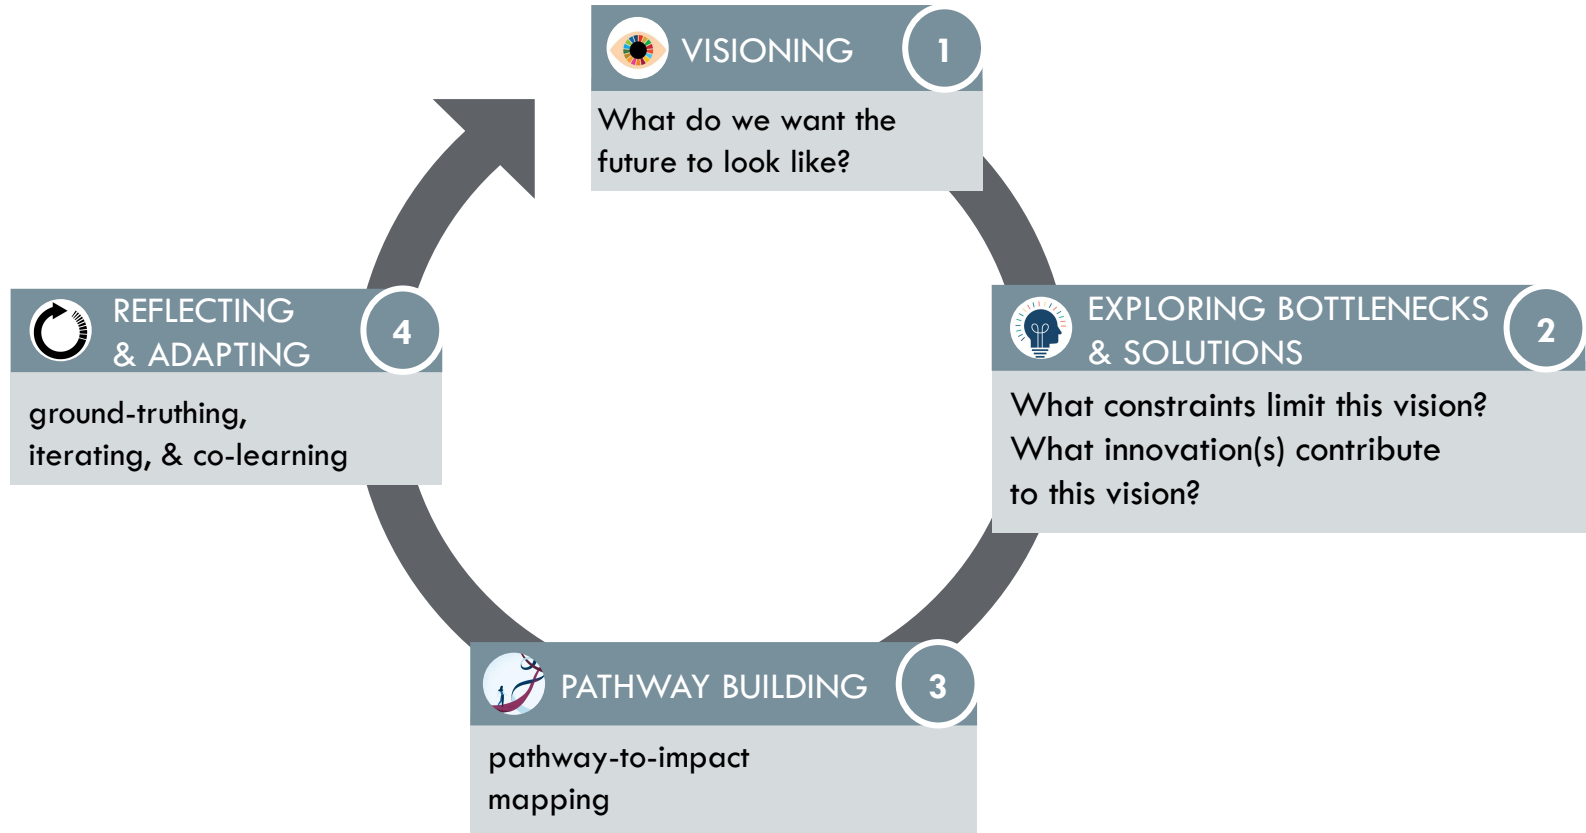 VISIONING
1
What do we want the
future to look like?
EXPLORING BOTTLENECKS
& SOLUTIONS
2
What constraints limit this vision?
What innovation(s) contribute
to this vision?
PATHWAY BUILDING
3
pathway-to-impact
mapping
REFLECTING
& ADAPTING
4
ground-truthing,
iterating, & co-learning